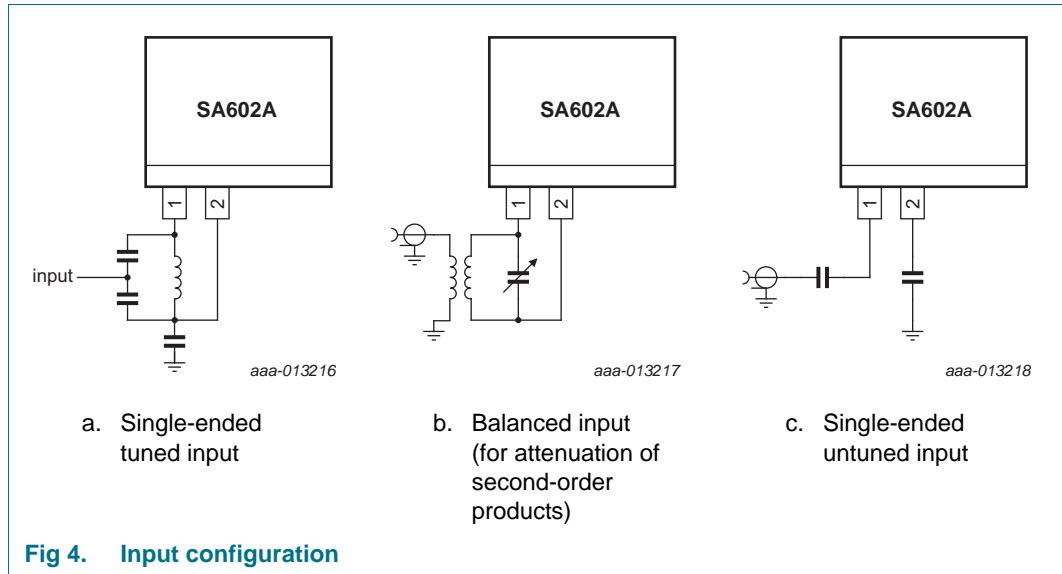 SA602A
1
2
input
aaa-013216
a. Single-ended
tuned input
SA602A
1
2
aaa-013217
b. Balanced input
(for attenuation of
second-order
products)
SA602A
1
2
aaa-013218
c. Single-ended
untuned input
Fig 4. Input configuration